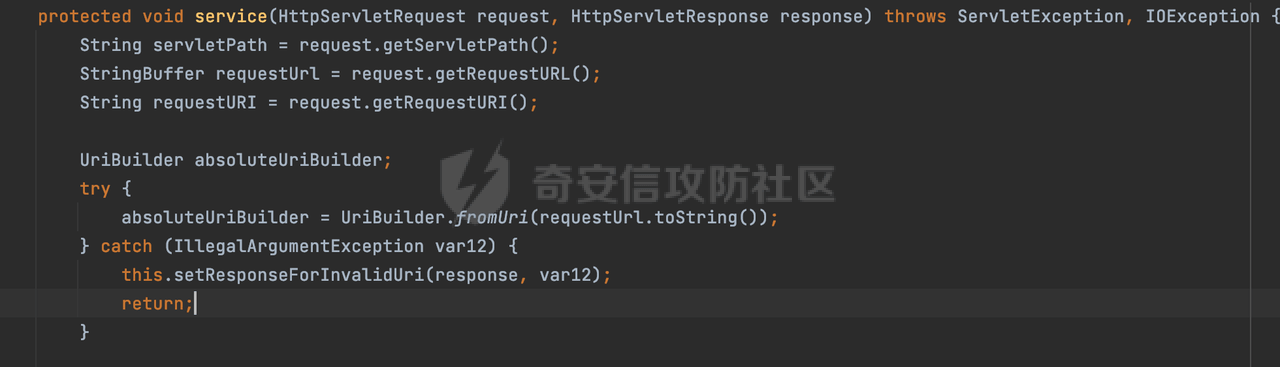 protected void service(HttpServletRequest request, HttpServletResponse response) throws ServletException, IOException {
String servletPath = request.getServletPath();
StringBuffer requestUrl = request.getRequestURL();
String requestURI = request.getRequestURI();
UriBuilder absoluteUriBuilder;
try {
absoluteUriBuilder = UriBuilder.fromUri(requestUrl.toString());
} catch (IllegalArgumentException var12) {
this.setResponseForInvalidUri(response, var12);
return;
}
奇安信攻防社区